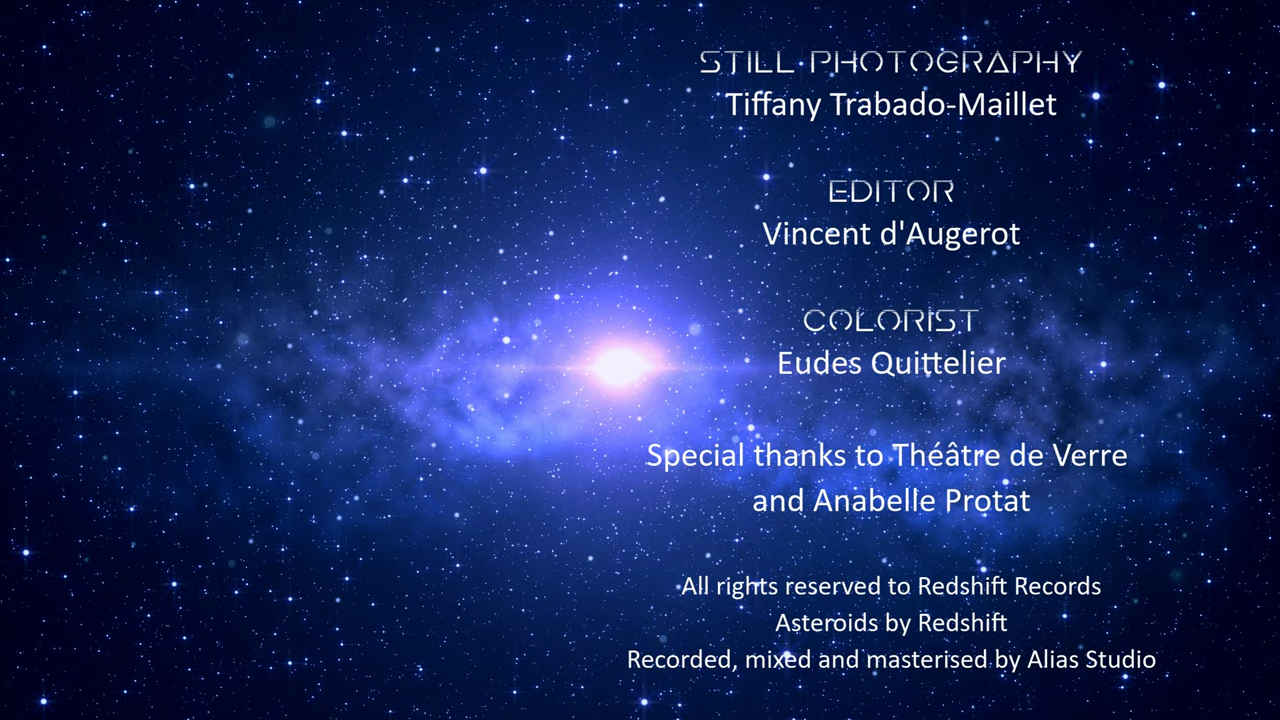 STILL PHOTOGRAPHY
Tiffany Trabado-Maillet
EDITOR
Vincent d'Augerot
COLORIST
Eudes Quittelier
Special thanks to Théâtre de Verre
and Anabelle Protat
All rights reserved to Redshift Records
Asteroids by Redshift
Recorded, mixed and masterised by Alias Studio